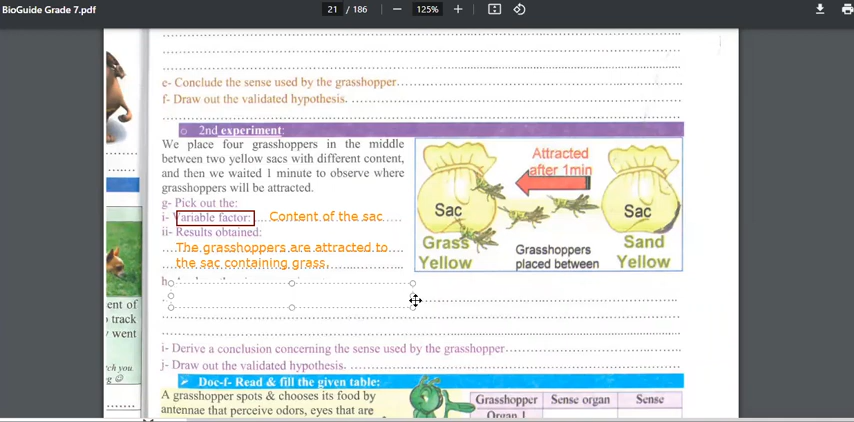 BioGuide Grade 7.pdf
21 / 186
125%
e- Conclude the sense used by the grasshopper
f- Draw out the validated hypothesis.
2nd experiment:
We place four grasshoppers in the middle
between two yellow sacs with different content,
and then we waited 1 minute to observe where
grasshoppers will be attracted.
g- Pick out the:
i- Variable factor: Content of the sac
ii- Results obtained:
The grasshoppers are attracted to
the sac containing grass.
Attracted
after 1min
Sac
Sac
Grass
Yellow
Grasshoppers
placed between
Sand
Yellow
i- Derive a conclusion concerning the sense used by the grasshopper
j- Draw out the validated hypothesis.
Doc-f- Read & fill the given table:
A grasshopper spots & chooses its food by
antennae that perceive odors, eyes that are
Grasshopper Sense organ Sense
Organ 1
ent of
track
went
ch you.
g ☺